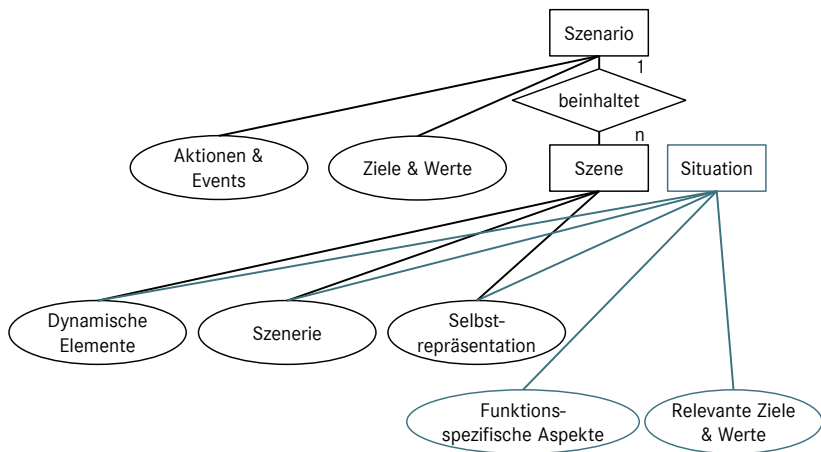 Szenario
1
beinhaltet
n
Aktionen &
Events
Ziele & Werte
Szene
Situation
Dynamische
Elemente
Szenerie
Selbst-
repräsentation
Funktions-
spezifische Aspekte
Relevante Ziele
& Werte